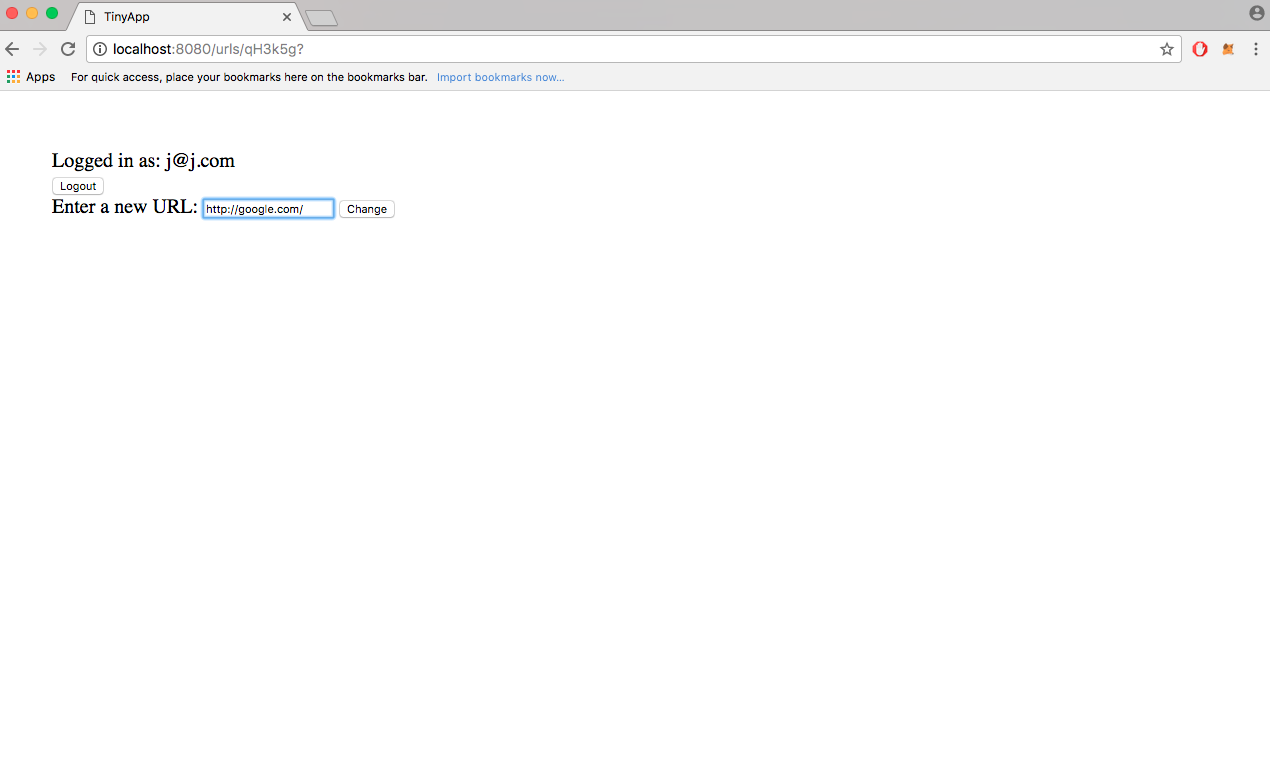 TinyApp
localhost:8080/urls/qH3k5g?
Apps For quick access, place your bookmarks here on the bookmarks bar. Import bookmarks now...
Logged in as: j@j.com
Logout
Enter a new URL: http://google.com/ Change